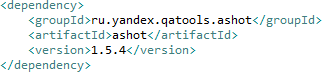 <dependency>
<groupId>ru.yandex.qatools.ashot</groupId>
<artifactId>ashot</artifactId>
<version>1.5.4</version>
</dependency>